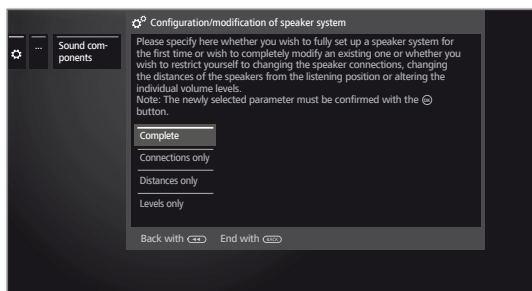 Configuration/modification of speaker system
...
Sound com-
ponents
Please specify here whether you wish to fully set up a speaker system for
the first time or wish to completely modify an existing one or whether you
wish to restrict yourself to changing the speaker connections, changing
the distances of the speakers from the listening position or altering the
individual volume levels.
Note: The newly selected parameter must be confirmed with the OK
button.
Complete
Connections only
Distances only
Levels only
Back with End with BACK